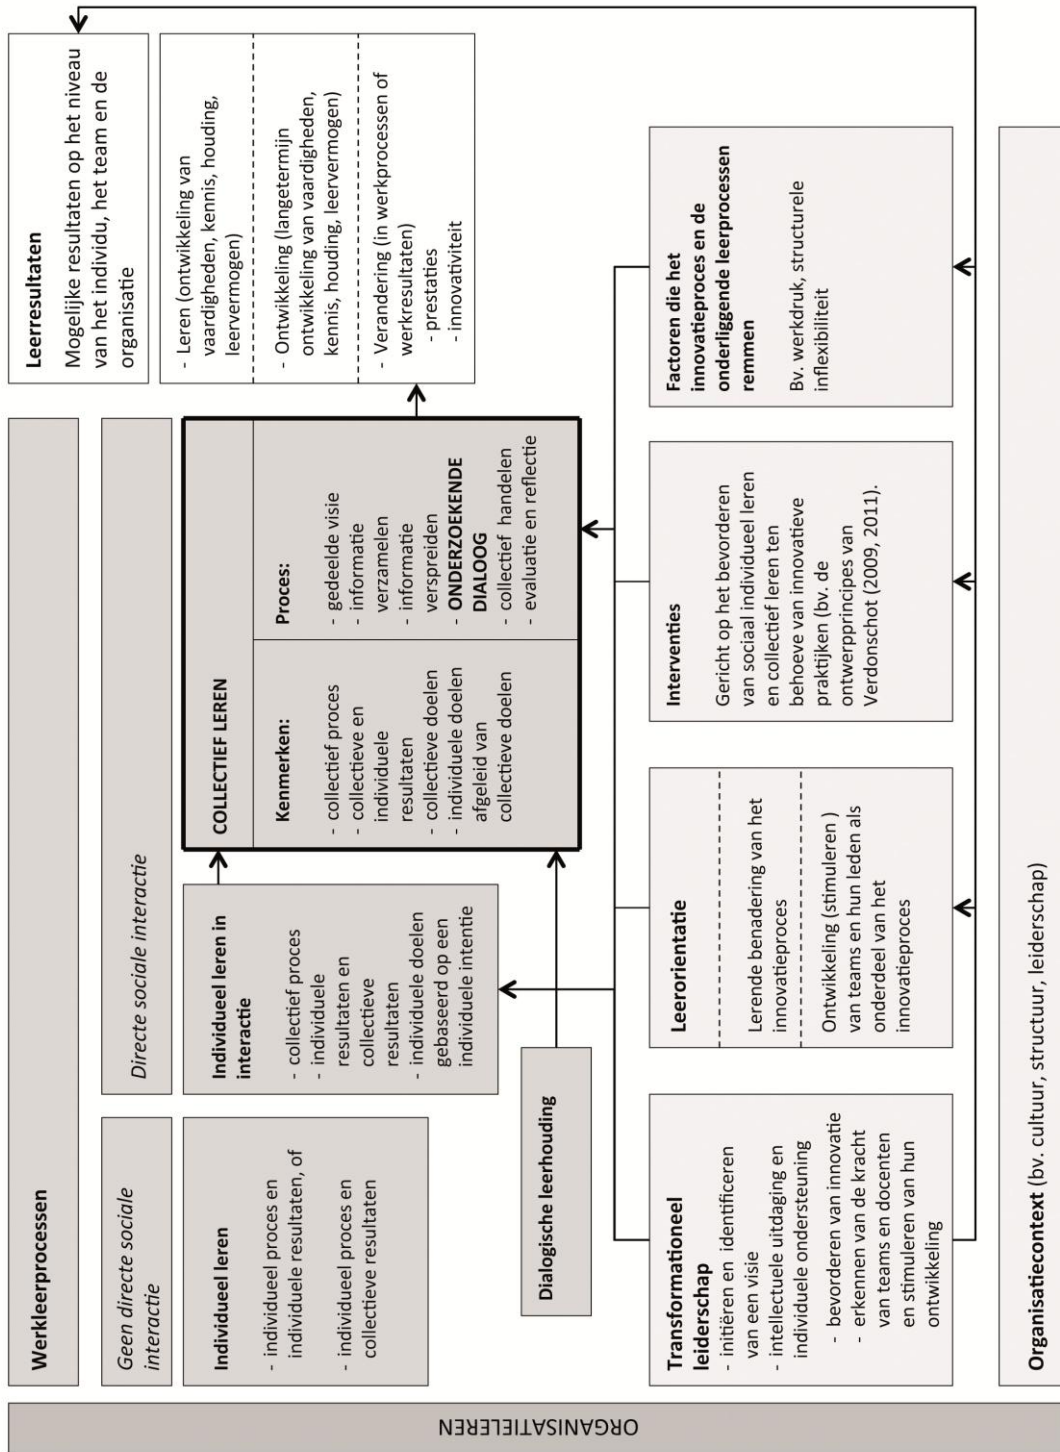 ORGANISATIELEREN
Werkleerprocessen
Geen directe sociale
interactie
Directe sociale interactie
Individueel leren
- individueel proces en
individuele resultaten, of
- individueel proces en
collectieve resultaten
Individueel leren in
interactie
- collectief proces
- individuele
resultaten en
collectieve
resultaten
- individuele doelen
gebaseerd op een
individuele intentie
COLLECTIEF LEREN
Kenmerken:
- collectief proces
- collectieve en
individuele
resultaten
- collectieve doelen
- individuele doelen
afgeleid van
collectieve doelen
Proces:
- gedeelde visie
- informatie
verzamelen
- informatie
verspreiden
- ONDERZOEKENDE
DIALOOG
- collectief handelen
- evaluatie en reflectie
Leerresultaten
Mogelijke resultaten op het niveau
van het individu, het team en de
organisatie
- Leren (ontwikkeling van
vaardigheden, kennis, houding,
leervermogen)
- Ontwikkeling (langetermijn
ontwikkeling van vaardigheden,
kennis, houding, leervermogen)
- Verandering (in werkprocessen of
werkresultaten)
- prestaties
- innovativiteit
Dialogische leerhouding
Transformationeel
leiderschap
- initiëren en identificeren
van een visie
- intellectuele uitdaging en
individuele ondersteuning
- bevorderen van innovatie
- erkennen van de kracht
van teams en docenten
en stimuleren van hun
ontwikkeling
Leerorientatie
Lerende benadering van het
innovatieproces
Ontwikkeling (stimuleren )
van teams en hun leden als
onderdeel van het
innovatieproces
Interventies
Gericht op het bevorderen
van sociaal individueel leren
en collectief leren ten
behoeve van innovatieve
praktijken (bv. de
ontwerpprincipes van
Verdonschot (2009, 2011).
Factoren die het
innovatieproces en de
onderliggende leerprocessen
remmen
Bv. werkdruk, structurele
inflexibiliteit
Organisatiecontext (bv. cultuur, structuur, leiderschap)